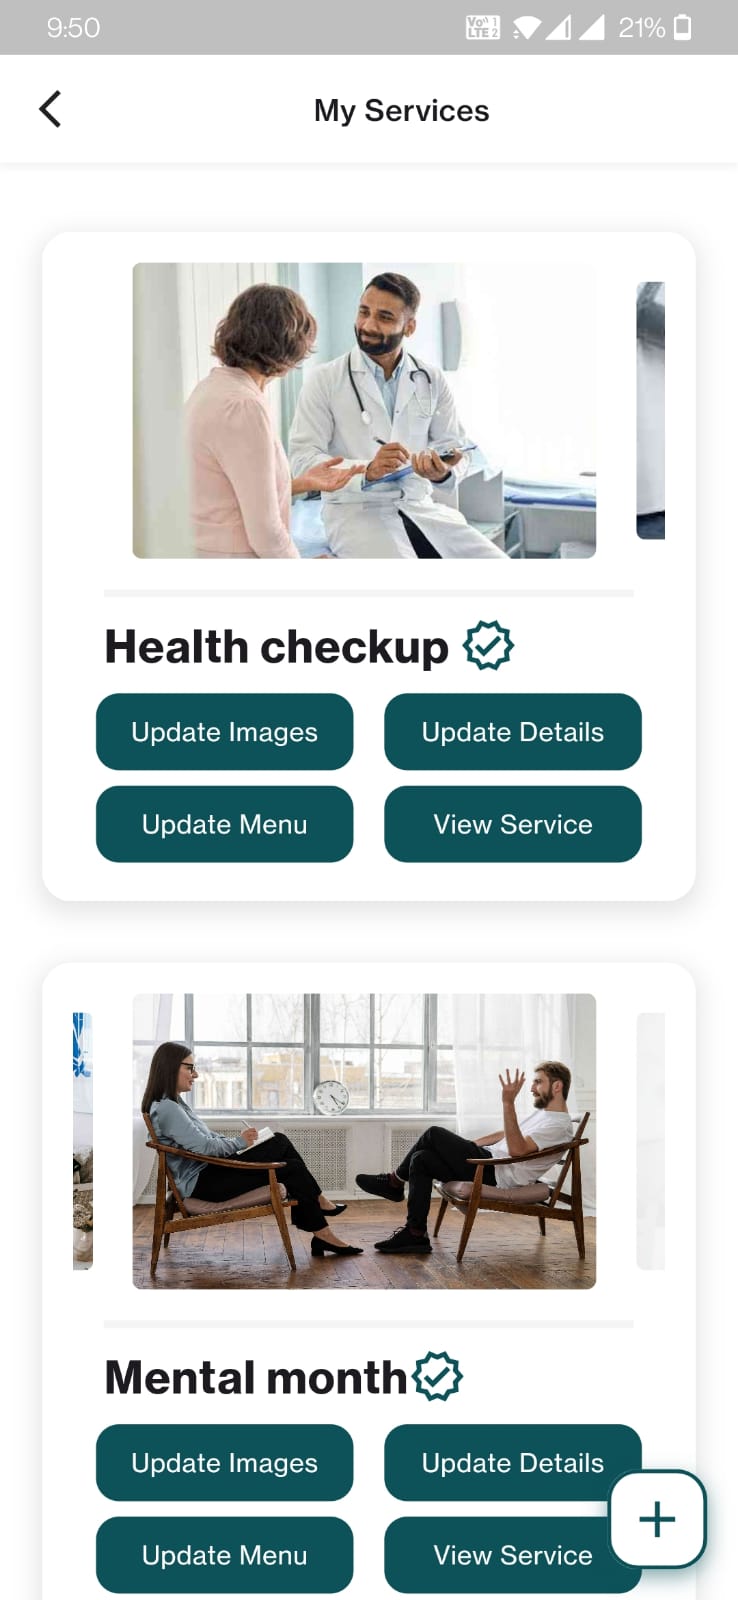 9:50
Vo 1
LTE 2
21%
My Services
Health checkup
Update Images
Update Details
Update Menu
View Service
Mental month
Update Images
Update Details
Update Menu
View Service